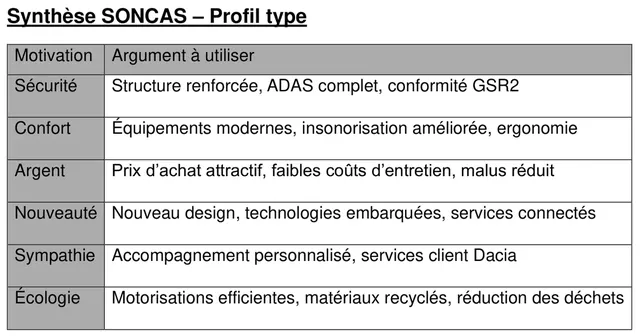 Synthèse SONCAS – Profil type
Motivation Argument à utiliser
Sécurité Structure renforcée, ADAS complet, conformité GSR2
Confort Équipements modernes, insonorisation améliorée, ergonomie
Argent Prix d’achat attractif, faibles coûts d’entretien, malus réduit
Nouveauté Nouveau design, technologies embarquées, services connectés
Sympathie Accompagnement personnalisé, services client Dacia
Écologie Motorisations efficientes, matériaux recyclés, réduction des déchets